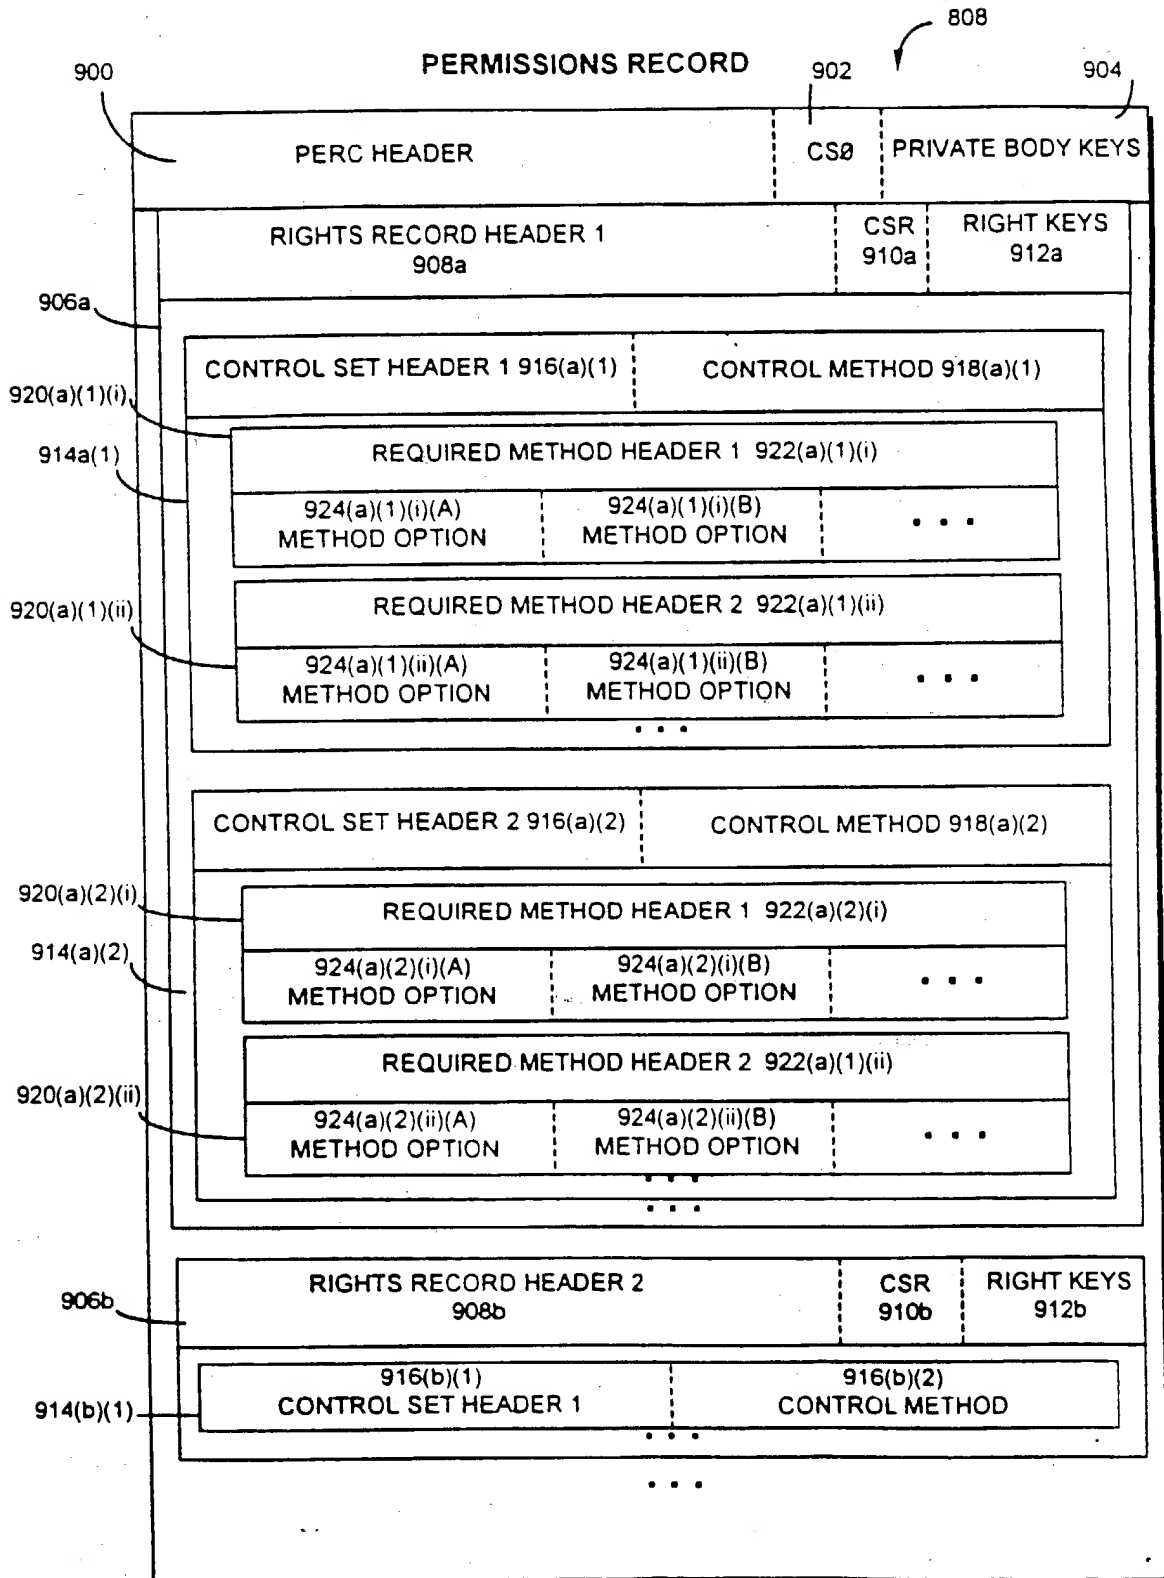 808
PERMISSIONS RECORD
900
902
904
PERC HEADER
CSØ
PRIVATE BODY KEYS
RIGHTS RECORD HEADER 1
908a
CSR
910a
RIGHT KEYS
912a
906a
CONTROL SET HEADER 1 916(a)(1)
CONTROL METHOD 918(a)(1)
920(a)(1)(i)
914a(1)
REQUIRED METHOD HEADER 1 922(a)(1)(i)
924(a)(1)(i)(A)
METHOD OPTION
924(a)(1)(i)(B)
METHOD OPTION
. . .
920(a)(1)(ii)
REQUIRED METHOD HEADER 2 922(a)(1)(ii)
924(a)(1)(ii)(A)
METHOD OPTION
924(a)(1)(ii)(B)
METHOD OPTION
. . .
. . .
CONTROL SET HEADER 2 916(a)(2)
CONTROL METHOD 918(a)(2)
920(a)(2)(i)
914(a)(2)
REQUIRED METHOD HEADER 1 922(a)(2)(i)
924(a)(2)(i)(A)
METHOD OPTION
924(a)(2)(i)(B)
METHOD OPTION
. . .
REQUIRED METHOD HEADER 2 922(a)(1)(ii)
920(a)(2)(ii)
924(a)(2)(ii)(A)
METHOD OPTION
924(a)(2)(ii)(B)
METHOD OPTION
. . .
. . .
. . .
906b
RIGHTS RECORD HEADER 2
908b
CSR
910b
RIGHT KEYS
912b
914(b)(1)
916(b)(1)
CONTROL SET HEADER 1
916(b)(2)
CONTROL METHOD
. . .
. . .